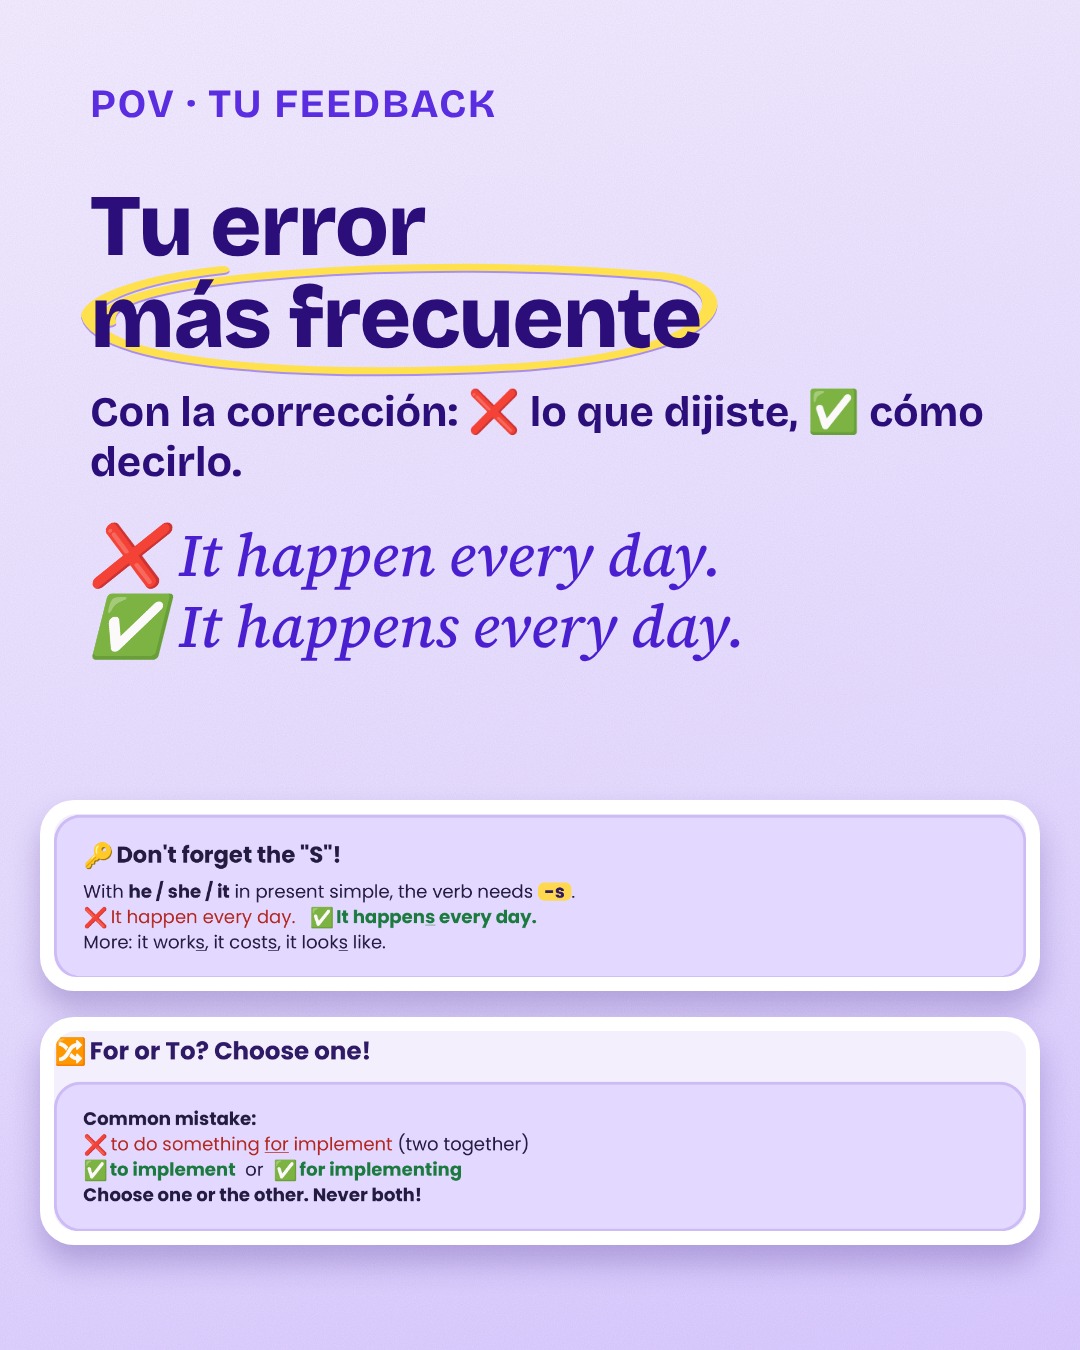 POV · TU FEEDBACK
Tu error
más frecuente
Con la corrección: ❌ lo que dijiste, ✅ cómo
decirlo.
❌ It happen every day.
✅ It happens every day.
🔑 Don't forget the "S"!
With he / she / it in present simple, the verb needs -s.
❌ It happen every day. ✅ It happens every day.
More: it works, it costs, it looks like.
🔀 For or To? Choose one!
Common mistake:
❌ to do something for implement (two together)
✅ to implement or ✅ for implementing
Choose one or the other. Never both!